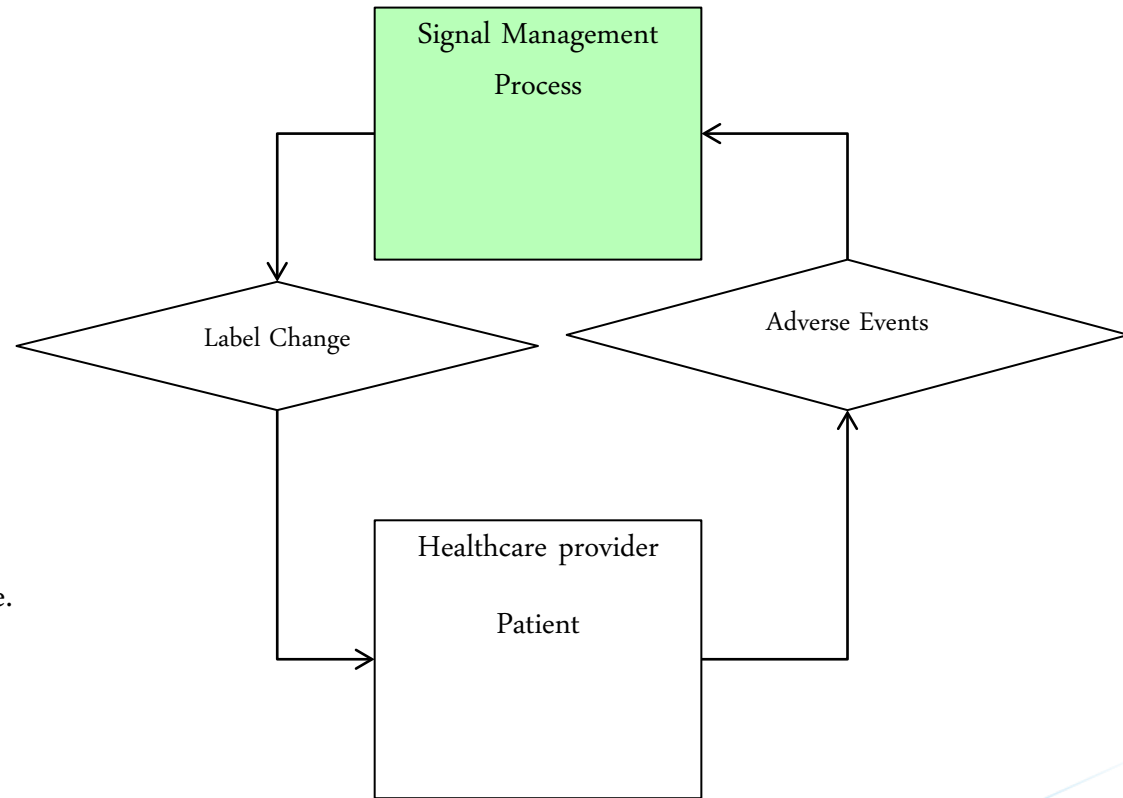 Signal Management
Process
Label Change
Adverse Events
Healthcare provider
Patient
e.